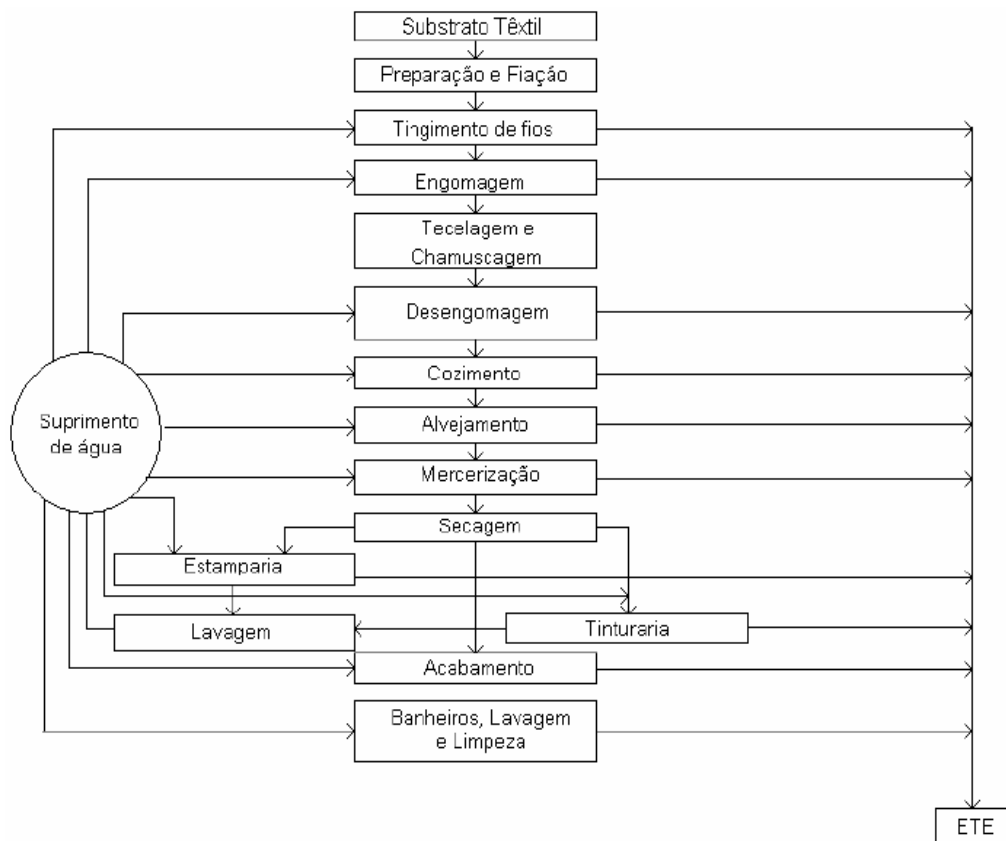 Substrato Têxtil
Preparação e Fiação
Tingimento de fios
Engomagem
Tecelagem e
Chamuscagem
Desengomagem
Cozimento
Suprimento
de água
Alvejamento
Mercerização
Secagem
Estamparia
Lavagem
Tinturaria
Acabamento
Banheiros, Lavagem
e Limpeza
ETE